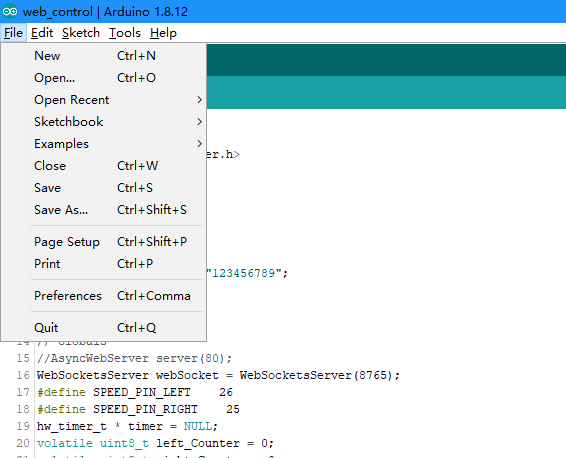 web_control | Arduino 1.8.12
File Edit Sketch Tools Help
New Ctrl+N
Open... Ctrl+O
Open Recent
Sketchbook
Examples
er.h>
Close Ctrl+W
Save Ctrl+S
Save As... Ctrl+Shift+S
Page Setup Ctrl+Shift+P
Print Ctrl+P
"123456789";
Preferences Ctrl+Comma
Quit Ctrl+Q
14 // Globals
15 //AsyncWebServer server(80);
16 WebSocketsServer webSocket = WebSocketsServer(8765);
17 #define SPEED_PIN_LEFT 26
18 #define SPEED_PIN_RIGHT 25
19 hw_timer_t * timer = NULL;
20 volatile uint8_t left_Counter = 0;